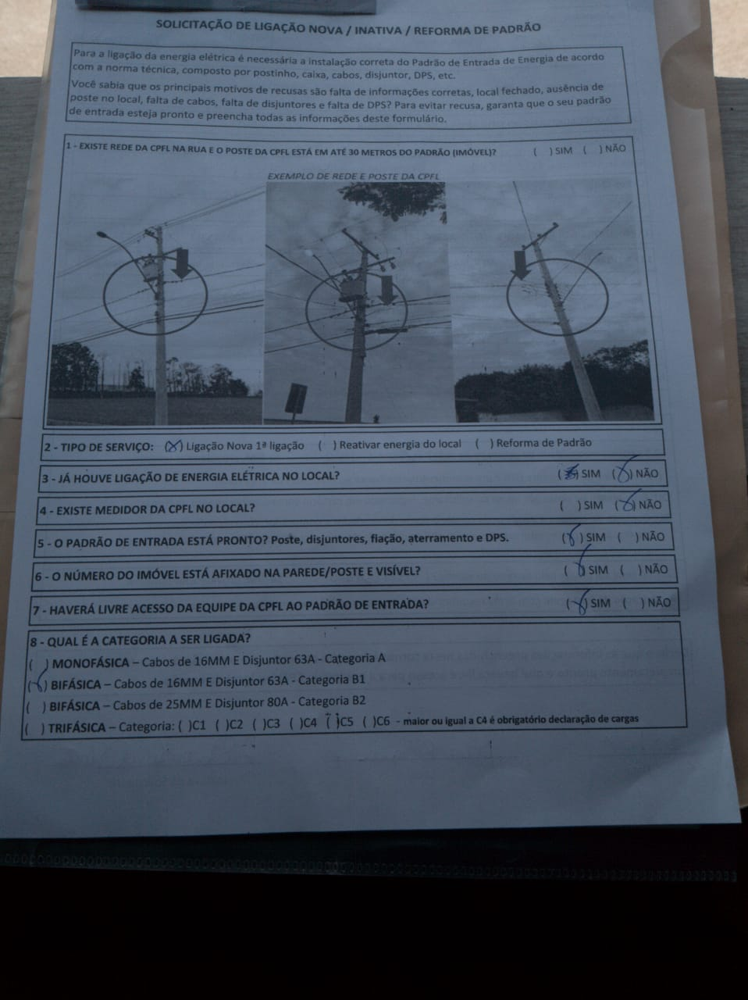 SOLICITAÇÃO DE LIGAÇÃO NOVA / INATIVA / REFORMA DE PADRÃO
Para a ligação da energia elétrica é necessária a instalação correta do Padrão de Entrada de Energia de acordo
com a norma técnica, composto por postinho, caixa, cabos, disjuntor, DPS, etc.
Você sabia que os principais motivos de recusas são falta de informações corretas, local fechado, ausência de
poste no local, falta de cabos, falta de disjuntores e falta de DPS? Para evitar recusa, garanta que o seu padrão
de entrada esteja pronto e preencha todas as informações deste formulário.
1 - EXISTE REDE DA CPFL NA RUA E O POSTE DA CPFL ESTÁ EM ATÉ 30 METROS DO PADRÃO (IMÓVEL)? ( ) SIM ( ) NÃO
EXEMPLO DE REDE E POSTE DA CPFL
2 - TIPO DE SERVIÇO: (X) Ligação Nova 1ª ligação ( ) Reativar energia do local ( ) Reforma de Padrão
3 - JÁ HOUVE LIGAÇÃO DE ENERGIA ELÉTRICA NO LOCAL? (X) SIM (X) NÃO
4 - EXISTE MEDIDOR DA CPFL NO LOCAL? ( ) SIM (X) NÃO
5 - O PADRÃO DE ENTRADA ESTÁ PRONTO? Poste, disjuntores, fiação, aterramento e DPS. (X) SIM ( ) NÃO
6 - O NÚMERO DO IMÓVEL ESTÁ AFIXADO NA PAREDE/POSTE E VISÍVEL? (X) SIM ( ) NÃO
7 - HAVERÁ LIVRE ACESSO DA EQUIPE DA CPFL AO PADRÃO DE ENTRADA? (X) SIM ( ) NÃO
8 - QUAL É A CATEGORIA A SER LIGADA?
( ) MONOFÁSICA – Cabos de 16MM E Disjuntor 63A - Categoria A
(X) BIFÁSICA – Cabos de 16MM E Disjuntor 63A - Categoria B1
( ) BIFÁSICA – Cabos de 25MM E Disjuntor 80A - Categoria B2
( ) TRIFÁSICA – Categoria: ( )C1 ( )C2 ( )C3 ( )C4 ( )C5 ( )C6 - maior ou igual a C4 é obrigatório declaração de cargas